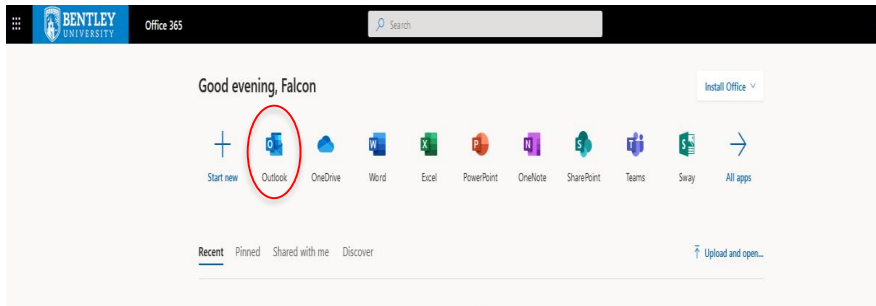 BENTLEY
UNIVERSITY
Office 365
Search
Good evening, Falcon
Install Office
Start new Outlook OneDrive Word Excel PowerPoint OneNote SharePoint Teams Sway All apps
Recent Pinned Shared with me Discover
Upload and open...